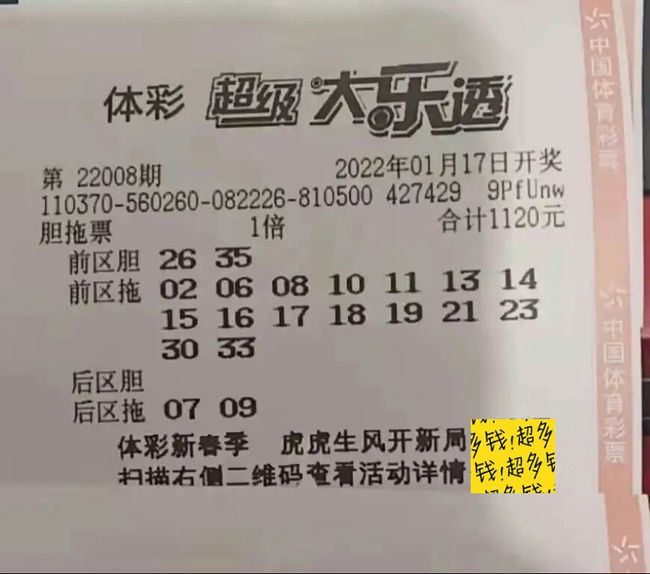 体彩 超级大乐透
第 22008期 2022年01月17日开奖
110370-560260-082226-810500 427429 9PfUnw
胆拖票 1倍 合计1120元
前区胆 26 35
前区拖 02 06 08 10 11 13 14
15 16 17 18 19 21 23
30 33
后区胆
后区拖 07 09
体彩新春季 虎虎生风开新局
扫描右侧二维码查看活动详情
多钱!超多
钱!超多钱
中国体育彩票
中国体育彩票